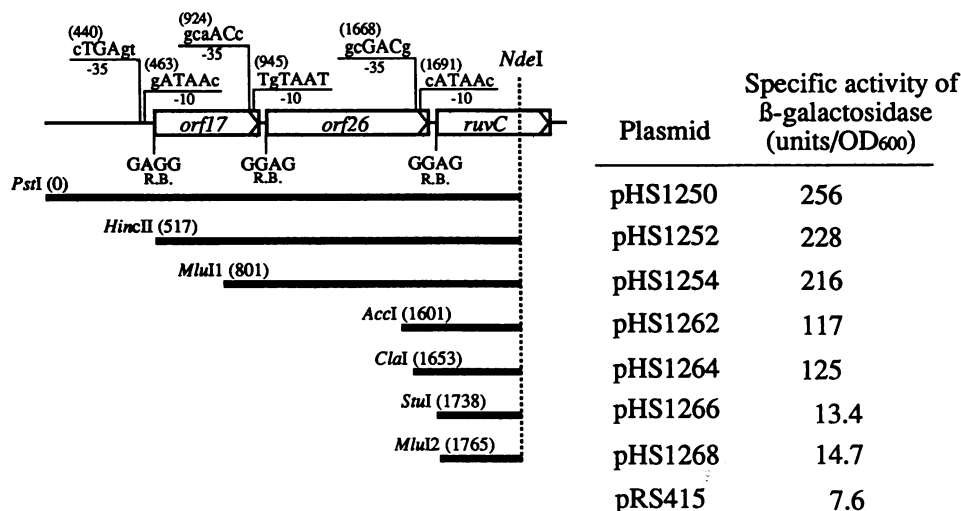 (440)
cTGAgt
-35
(463)
gATAAc
-10
(924)
gcaACc
-35
(945)
TgTAAT
-10
(1668)
gcGACg
-35
(1691)
cATAAc
-10
NdeI
orf17
orf26
ruvC
GAGG
R.B.
GGAG
R.B.
GGAG
R.B.
PstI (0)
HincII (517)
MluI1 (801)
AccI (1601)
ClaI (1653)
StuI (1738)
MluI2 (1765)
Plasmid
Specific activity of
ß-galactosidase
(units/OD600)
pHS1250 256
pHS1252 228
pHS1254 216
pHS1262 117
pHS1264 125
pHS1266 13.4
pHS1268 14.7
pRS415 7.6